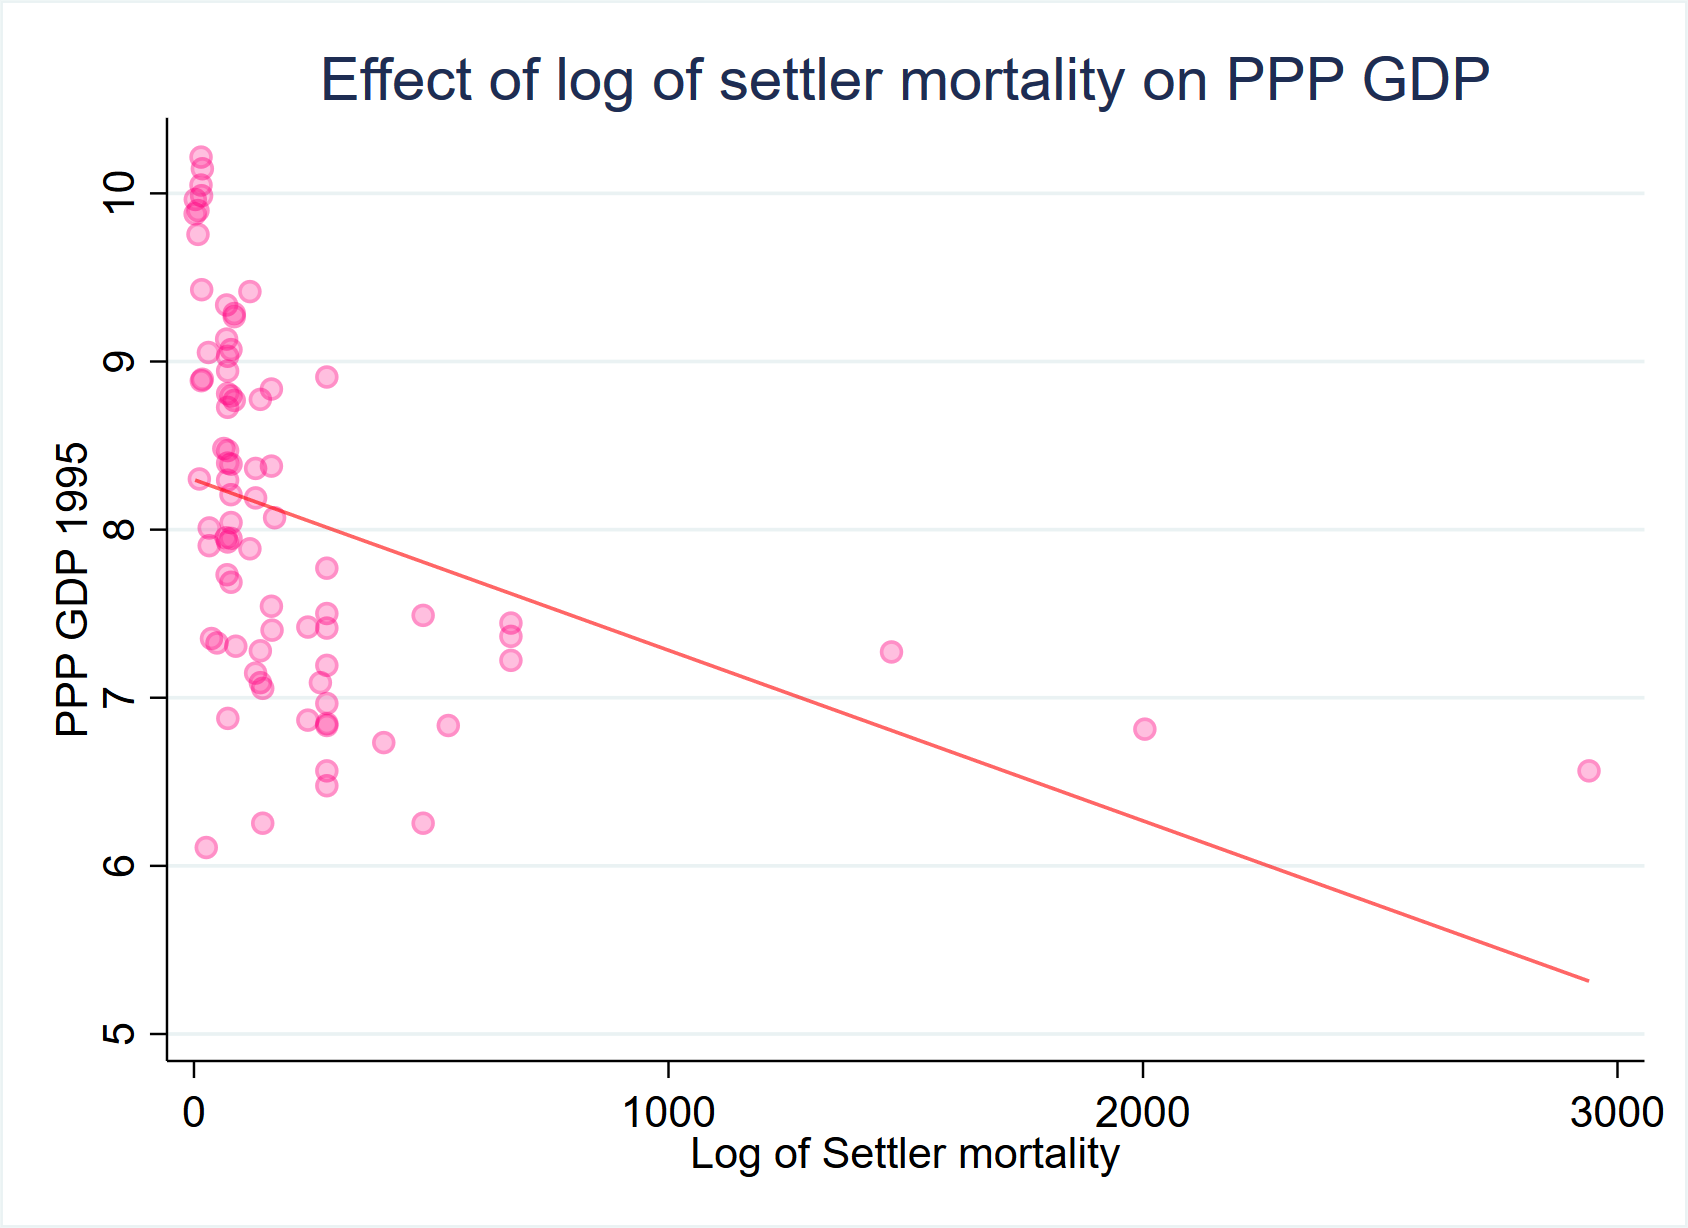 Effect of log of settler mortality on PPP GDP
PPP GDP 1995
10
9
8
7
6
5
0 1000 2000 3000
Log of Settler mortality